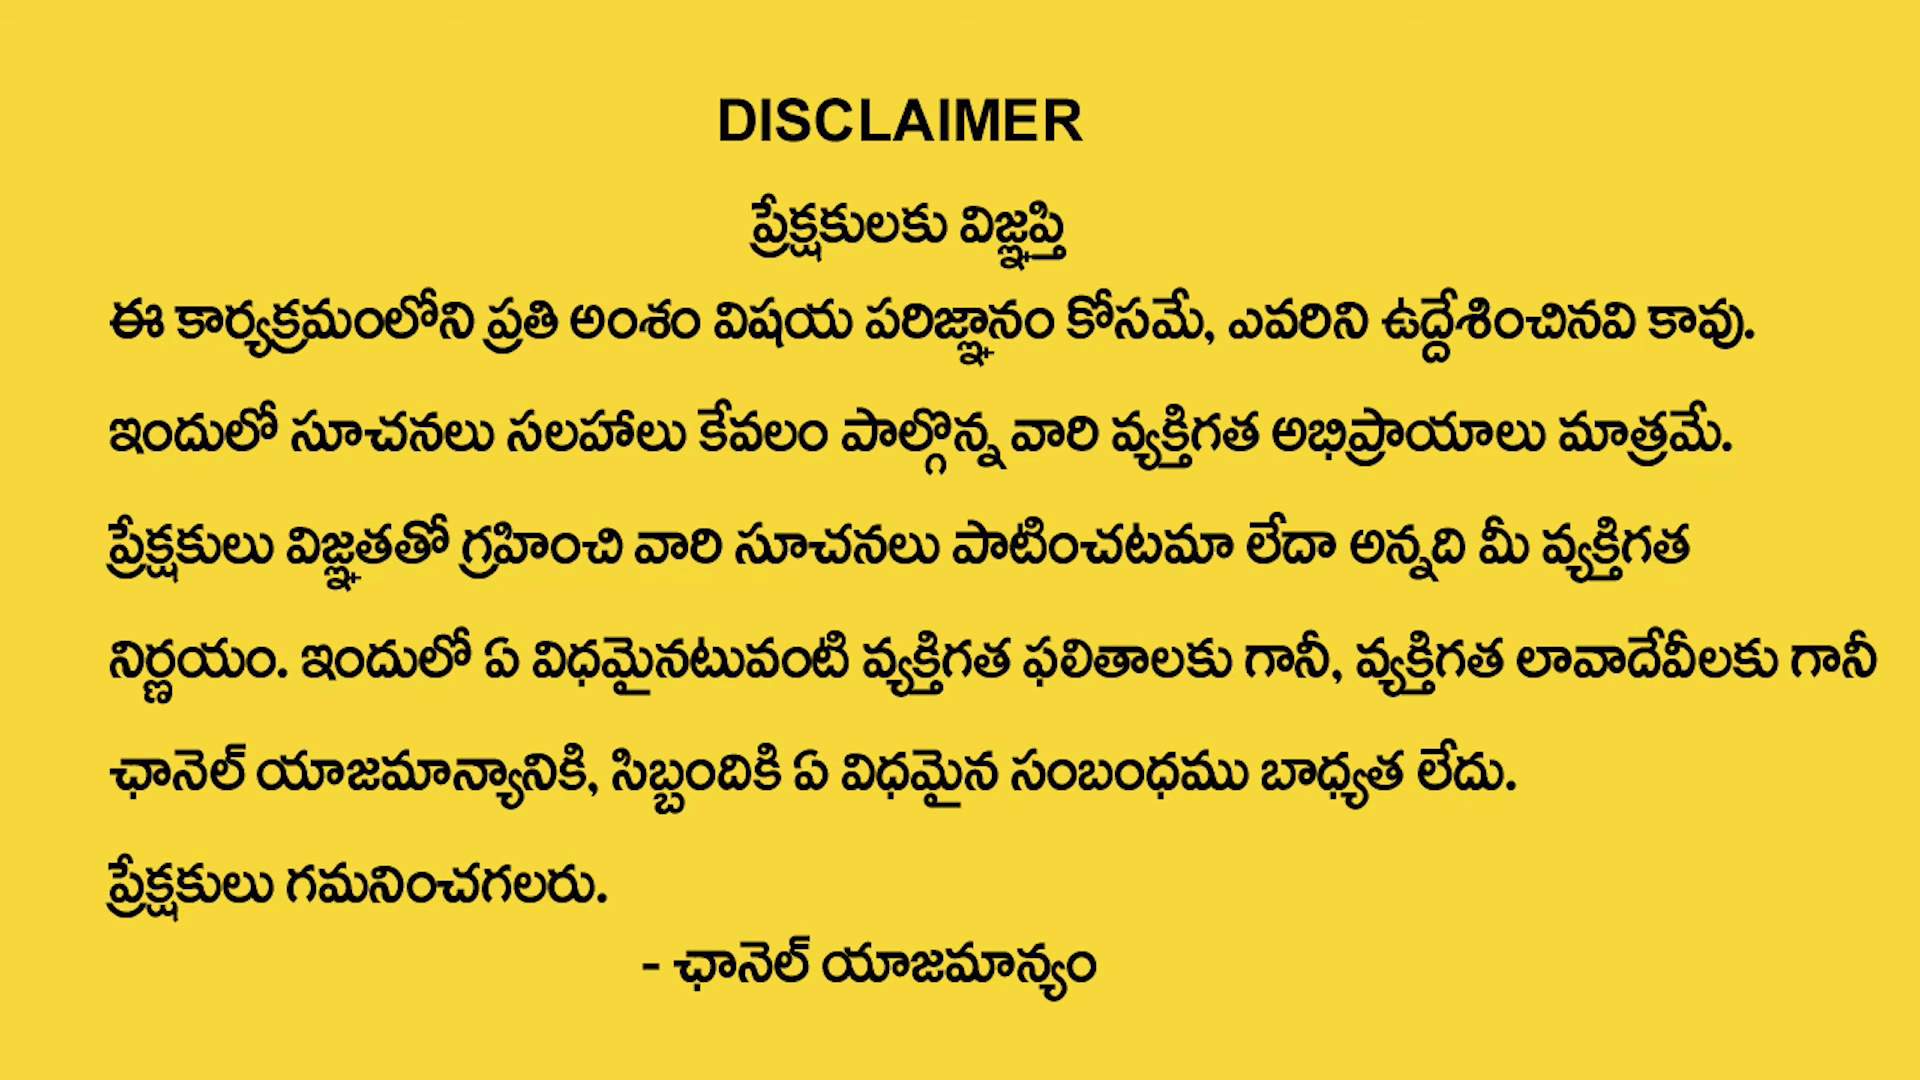 DISCLAIMER
ప్రేక్షకులకు విజ్ఞప్తి
ఈ కార్యక్రమంలోని ప్రతి అంశం విషయ పరిజ్ఞానం కోసమే, ఎవరిని ఉద్దేశించినవి కావు.
ఇందులో సూచనలు సలహాలు కేవలం పాల్గొన్న వారి వ్యక్తిగత అభిప్రాయాలు మాత్రమే.
ప్రేక్షకులు విజ్ఞతతో గ్రహించి వారి సూచనలు పాటించటమా లేదా అన్నది మీ వ్యక్తిగత
నిర్ణయం. ఇందులో ఏ విధమైనటువంటి వ్యక్తిగత ఫలితాలకు గానీ, వ్యక్తిగత లావాదేవీలకు గానీ
ఛానెల్ యాజమాన్యానికి, సిబ్బందికి ఏ విధమైన సంబంధము బాధ్యత లేదు.
ప్రేక్షకులు గమనించగలరు.
- ఛానెల్ యాజమాన్యం